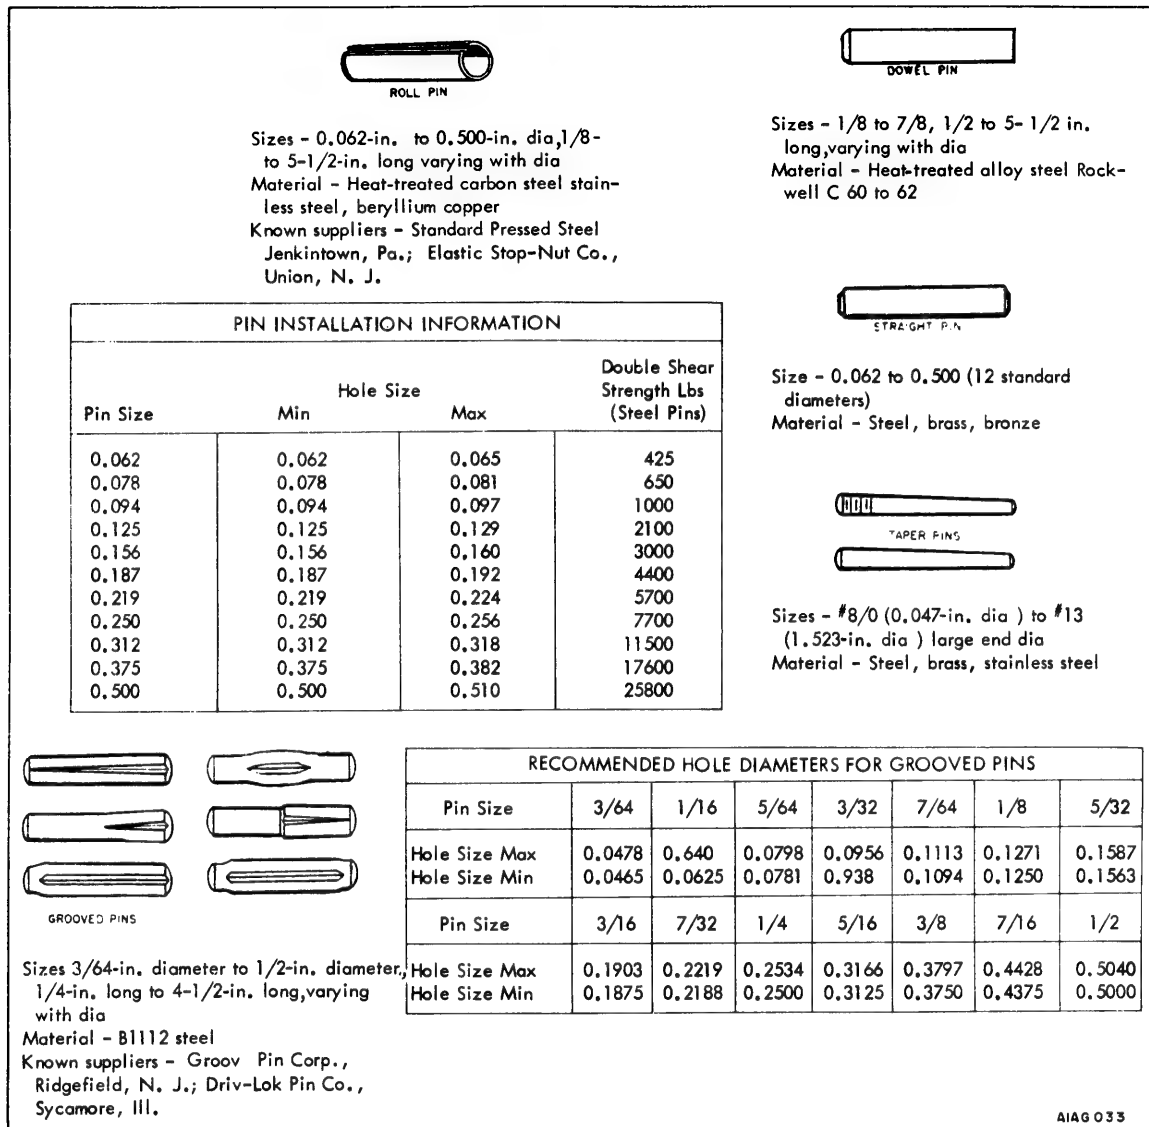 ROLL PIN
Sizes - 0.062-in. to 0.500-in. dia,1/8-
to 5-1/2-in. long varying with dia
Material - Heat-treated carbon steel stain-
less steel, beryllium copper
Known suppliers - Standard Pressed Steel
Jenkintown, Pa.; Elastic Stop-Nut Co.,
Union, N. J.
DOWEL PIN
Sizes - 1/8 to 7/8, 1/2 to 5- 1/2 in.
long,varying with dia
Material - Heat-treated alloy steel Rock-
well C 60 to 62
STRAIGHT PIN
Size - 0.062 to 0.500 (12 standard
diameters)
Material - Steel, brass, bronze
TAPER PINS
Sizes - #8/0 (0.047-in. dia ) to #13
(1.523-in. dia ) large end dia
Material - Steel, brass, stainless steel
PIN INSTALLATION INFORMATION
Pin Size Hole Size Min Max Double Shear Strength Lbs (Steel Pins)
0.062 0.062 0.065 425
0.078 0.078 0.081 650
0.094 0.094 0.097 1000
0.125 0.125 0.129 2100
0.156 0.156 0.160 3000
0.187 0.187 0.192 4400
0.219 0.219 0.224 5700
0.250 0.250 0.256 7700
0.312 0.312 0.318 11500
0.375 0.375 0.382 17600
0.500 0.500 0.510 25800
GROOVED PINS
Sizes 3/64-in. diameter to 1/2-in. diameter,
1/4-in. long to 4-1/2-in. long,varying
with dia
Material - B1112 steel
Known suppliers - Groov Pin Corp.,
Ridgefield, N. J.; Driv-Lok Pin Co.,
Sycamore, Ill.
RECOMMENDED HOLE DIAMETERS FOR GROOVED PINS
Pin Size 3/64 1/16 5/64 3/32 7/64 1/8 5/32
Hole Size Max 0.0478 0.640 0.0798 0.0956 0.1113 0.1271 0.1587
Hole Size Min 0.0465 0.0625 0.0781 0.938 0.1094 0.1250 0.1563
Pin Size 3/16 7/32 1/4 5/16 3/8 7/16 1/2
Hole Size Max 0.1903 0.2219 0.2534 0.3166 0.3797 0.4428 0.5040
Hole Size Min 0.1875 0.2188 0.2500 0.3125 0.3750 0.4375 0.5000
AIAG 033